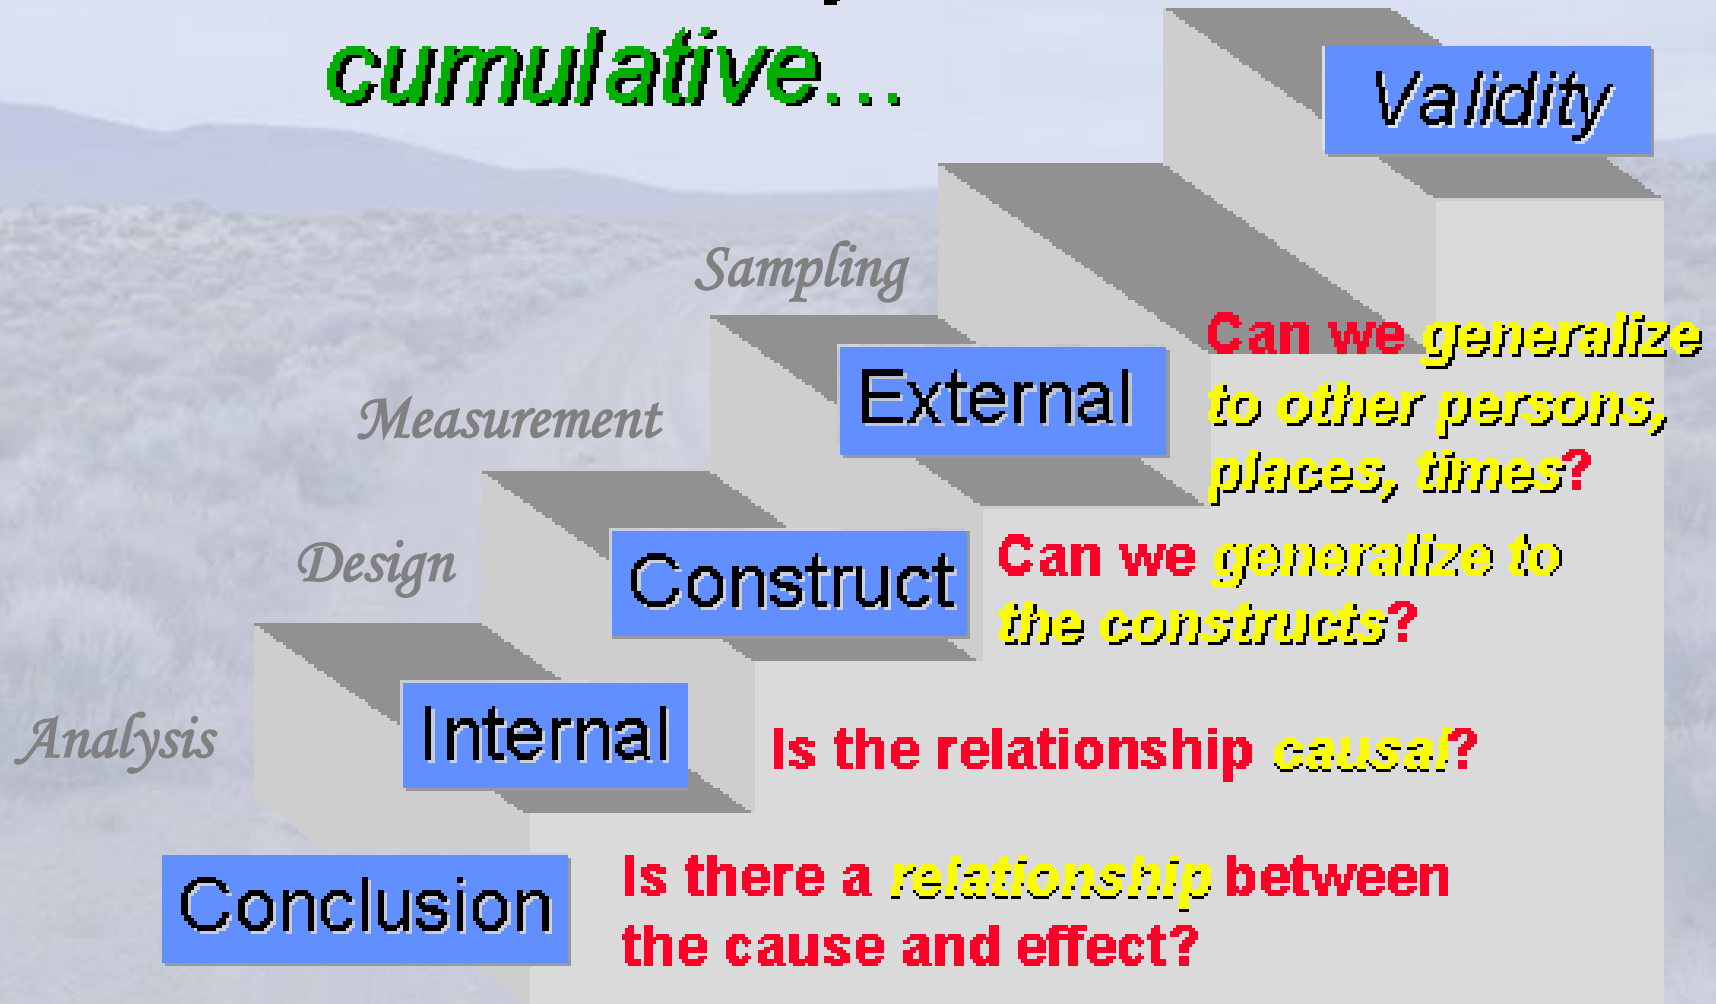 cumulative...
Validity
Sampling
External
Can we generalize
to other persons,
places, times?
Measurement
Construct
Can we generalize to
the constructs?
Design
Internal
Is the relationship causal?
Analysis
Conclusion
Is there a relationship between
the cause and effect?